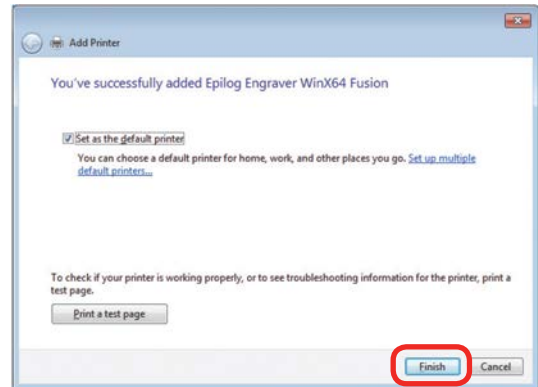 Add Printer
You've successfully added Epilog Engraver WinX64 Fusion
Set as the default printer
You can choose a default printer for home, work, and other places you go. Set up multiple
default printers...
To check if your printer is working properly, or to see troubleshooting information for the printer, print a
test page.
Print a test page
Finish Cancel